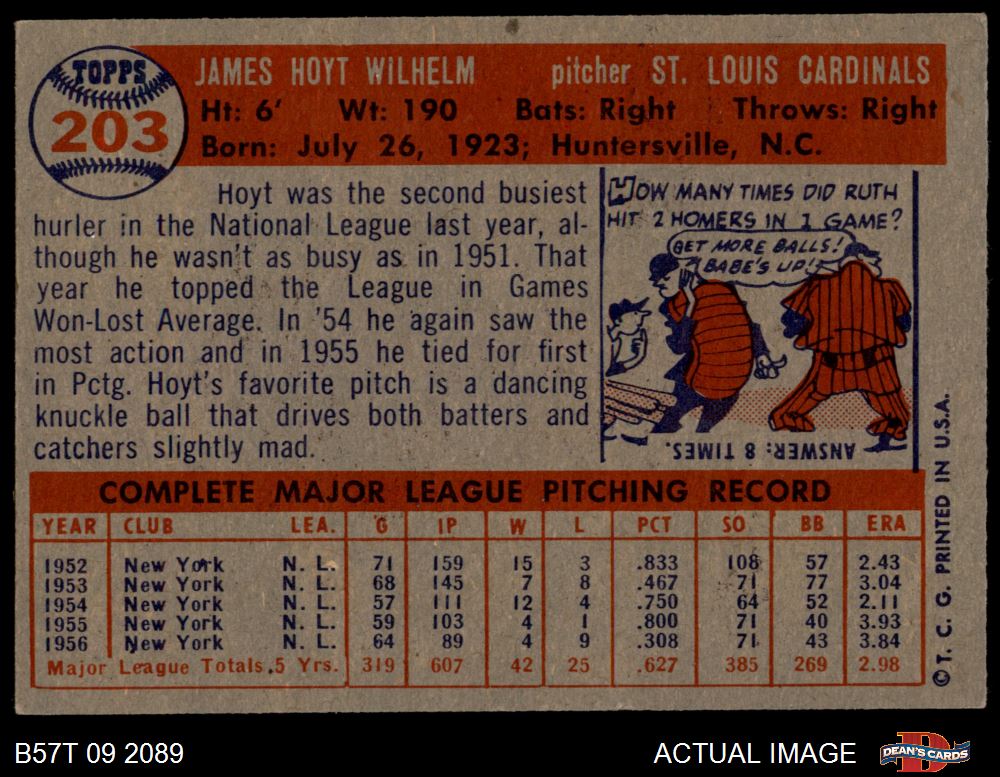 TOPPS
203
JAMES HOYT WILHELM pitcher ST. LOUIS CARDINALS
Ht: 6' Wt: 190 Bats: Right Throws: Right
Born: July 26, 1923; Huntersville, N.C.
Hoyt was the second busiest
hurler in the National League last year, al-
though he wasn't as busy as in 1951. That
year he topped the League in Games
Won-Lost Average. In '54 he again saw the
most action and in 1955 he tied for first
in Pctg. Hoyt's favorite pitch is a dancing
knuckle ball that drives both batters and
catchers slightly mad.
HOW MANY TIMES DID RUTH
HIT 2 HOMERS IN 1 GAME?
GET MORE BALLS!
BABE'S UP!
ANSWER: 8 TIMES.
COMPLETE MAJOR LEAGUE PITCHING RECORD
YEAR CLUB LEA. G IP W L PCT SO BB ERA
1952 New York N. L. 71 159 15 3 .833 108 57 2.43
1953 New York N. L. 68 145 7 8 .467 71 77 3.04
1954 New York N. L. 57 111 12 4 .750 64 52 2.11
1955 New York N. L. 59 103 4 1 .800 71 40 3.93
1956 New York N. L. 64 89 4 9 .308 71 43 3.84
Major League Totals 5 Yrs. 319 607 42 25 .627 385 269 2.98
©T. C. G. PRINTED IN U.S.A.
B57T 09 2089
ACTUAL IMAGE
DEAN'S CARDS